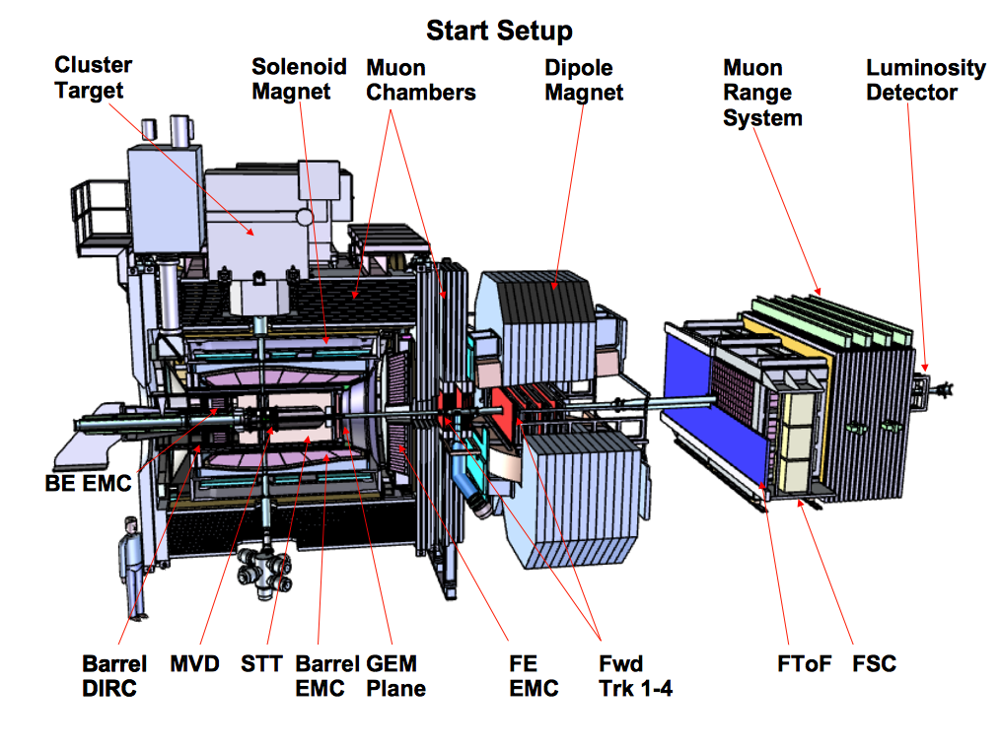 Start Setup
Cluster
Target
Solenoid
Magnet
Muon
Chambers
Dipole
Magnet
Muon
Range
System
Luminosity
Detector
BE EMC
Barrel
DIRC
MVD
STT
Barrel
EMC
GEM
Plane
FE
EMC
Fwd
Trk 1-4
FToF
FSC